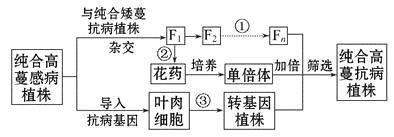 与纯合矮蔓
抗病植株
杂交
F₁
F₂
①
Fₙ
②
花药
培养
单倍体
加倍
筛选
纯合高
蔓感病
植株
纯合高
蔓抗病
植株
导入
抗病基因
叶肉
细胞
③
转基因
植株